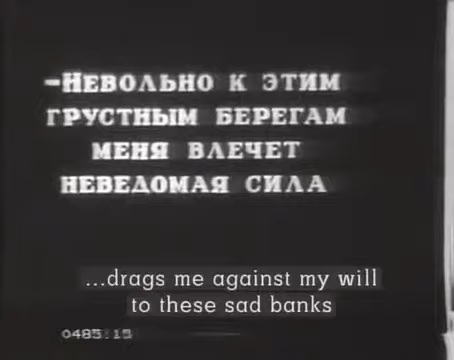 -НЕВОЛЬНО К ЭТИМ
ГРУСТНЫМ БЕРЕГАМ
МЕНЯ ВЛЕЧЕТ
НЕВЕДОМАЯ СИЛА
...drags me against my will
to these sad banks
0485:15